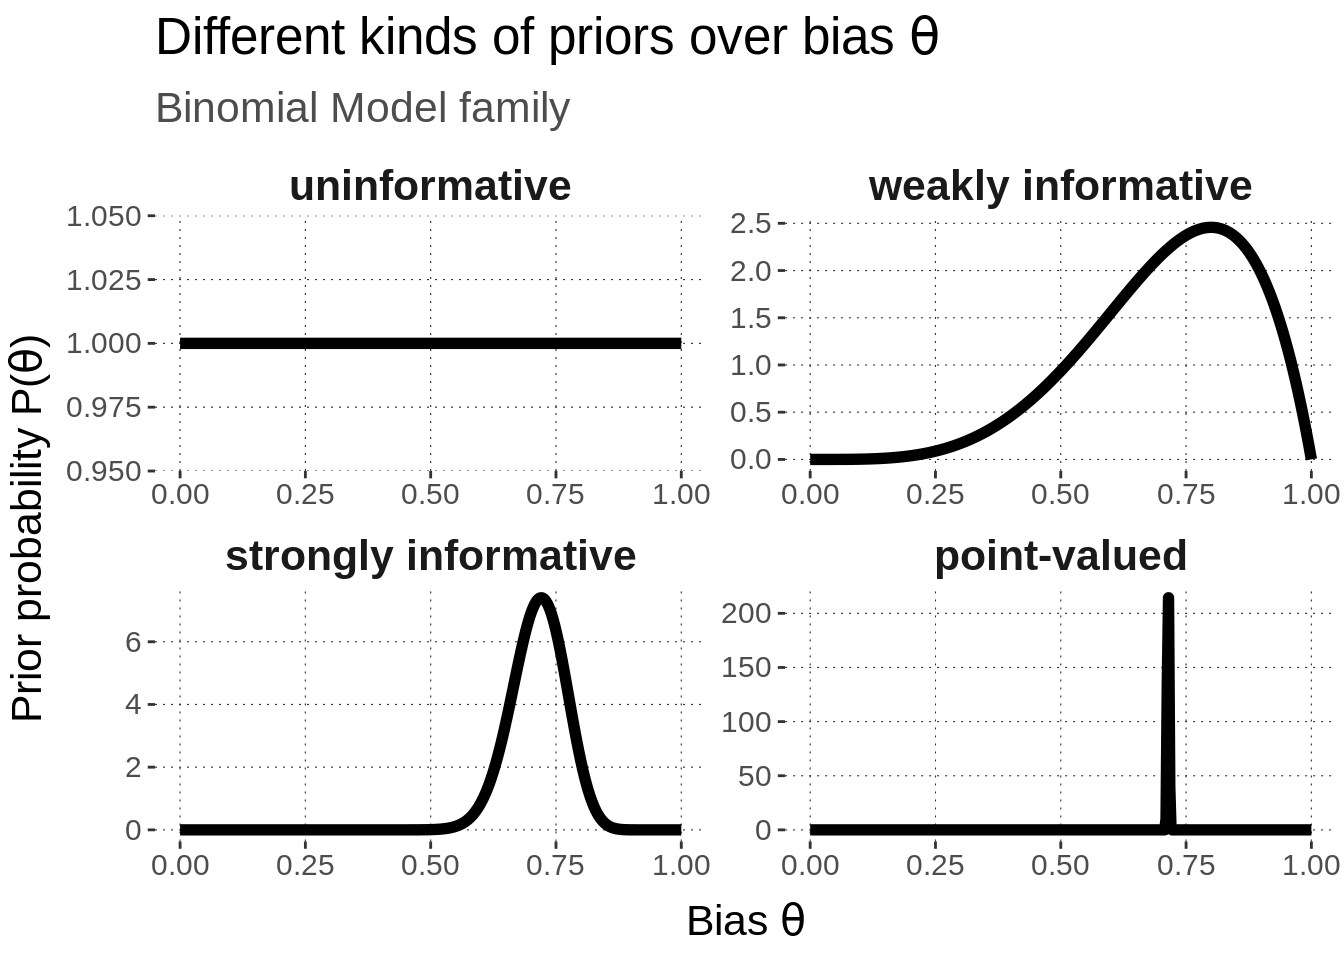 Different kinds of priors over bias θ
Binomial Model family
Prior probability P(θ)
uninformative
1.050
1.025
1.000
0.975
0.950
0.00 0.25 0.50 0.75 1.00
weakly informative
2.5
2.0
1.5
1.0
0.5
0.0
0.00 0.25 0.50 0.75 1.00
strongly informative
6
4
2
0
0.00 0.25 0.50 0.75 1.00
point-valued
200
150
100
50
0
0.00 0.25 0.50 0.75 1.00
Bias θ